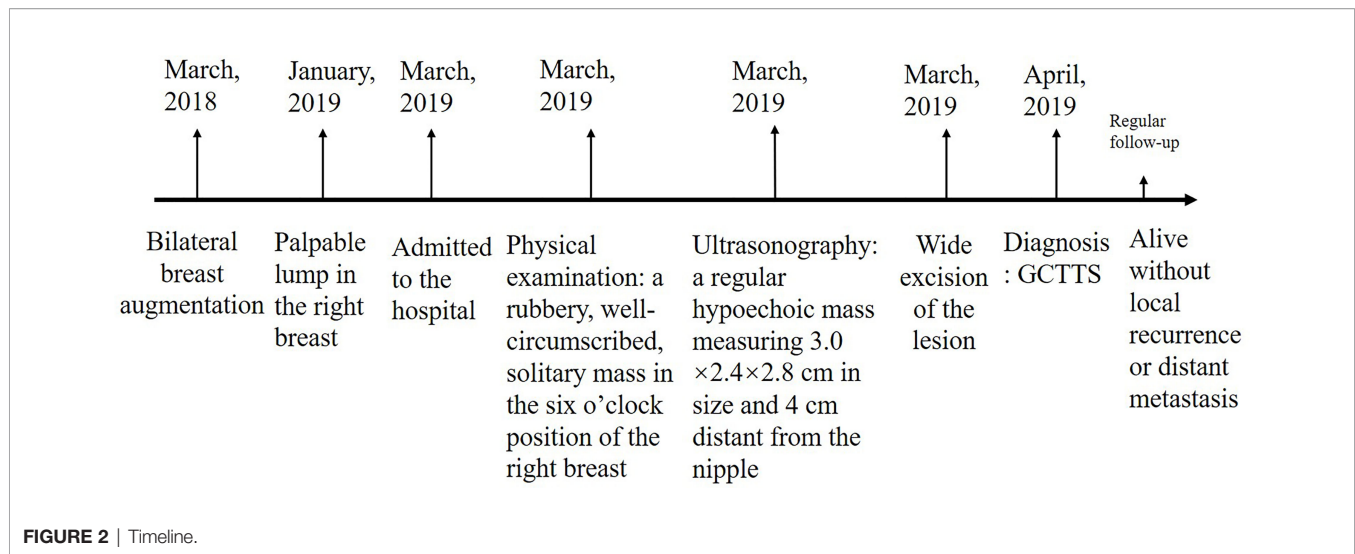 March,
2018
January,
2019
March,
2019
March,
2019
March,
2019
March,
2019
April,
2019
Regular
follow-up
Bilateral
breast
augmentation
Palpable
lump in
the right
breast
Admitted
to the
hospital
Physical
examination: a
rubbery, well-
circumscribed,
solitary mass in
the six o’clock
position of the
right breast
Ultrasonography:
a regular
hypoechoic mass
measuring 3.0
×2.4×2.8 cm in
size and 4 cm
distant from the
nipple
Wide
excision
of the
lesion
Diagnosis
: GCTTS
Alive
without
local
recurrence
or distant
metastasis
FIGURE 2 | Timeline.